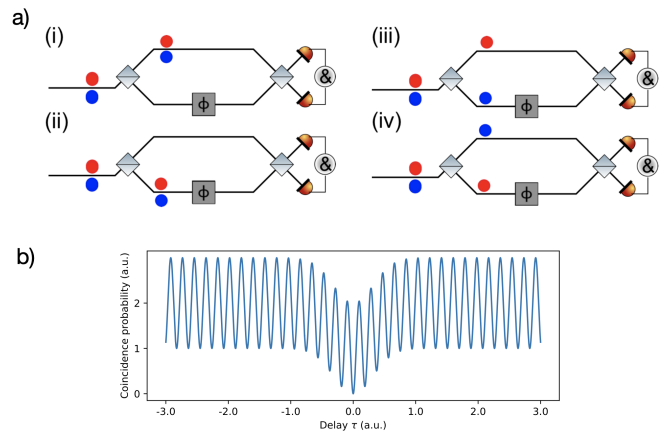 a)
(i)
(iii)
&
&
ϕ
ϕ
(ii)
(iv)
&
&
ϕ
ϕ
b)
Coincidence probability (a.u.)
2
1
0
-3.0 -2.0 -1.0 0.0 1.0 2.0 3.0
Delay τ (a.u.)